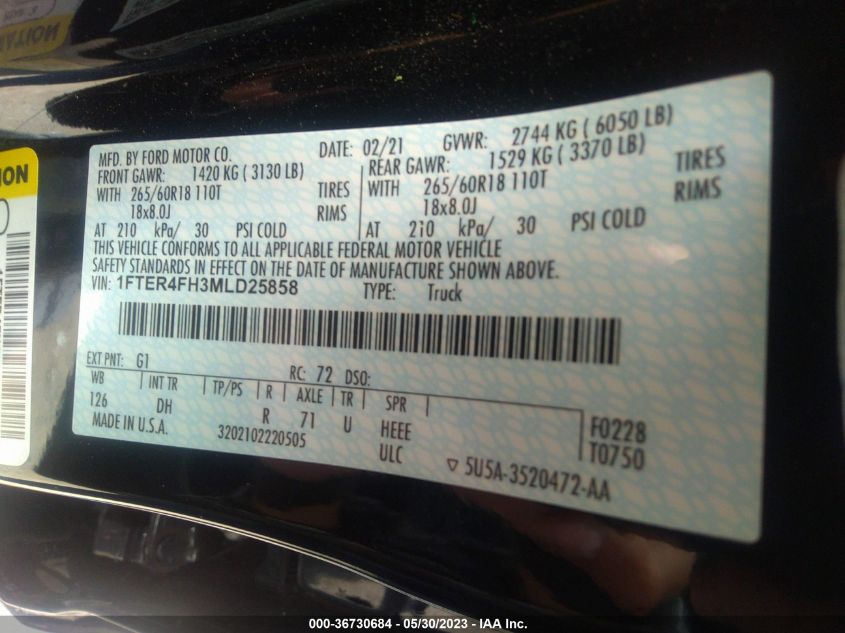 MFD. BY FORD MOTOR CO. DATE: 02/21 GVWR: 2744 KG ( 6050 LB)
FRONT GAWR: 1420 KG ( 3130 LB) REAR GAWR: 1529 KG ( 3370 LB)
WITH 265/60R18 110T TIRES WITH 265/60R18 110T TIRES
18x8.0J RIMS 18x8.0J RIMS
AT 210 kPa/ 30 PSI COLD AT 210 kPa/ 30 PSI COLD
THIS VEHICLE CONFORMS TO ALL APPLICABLE FEDERAL MOTOR VEHICLE
SAFETY STANDARDS IN EFFECT ON THE DATE OF MANUFACTURE SHOWN ABOVE.
VIN: 1FTER4FH3MLD25858 TYPE: Truck
EXT PNT: G1 RC: 72 DSO:
WB INT TR TP/PS R AXLE TR SPR
126 DH R 71 U HEEE F0228
MADE IN U.S.A. 3202102220505 ULC T0750
5U5A-3520472-AA
000-36730684 - 05/30/2023 - IAA Inc.